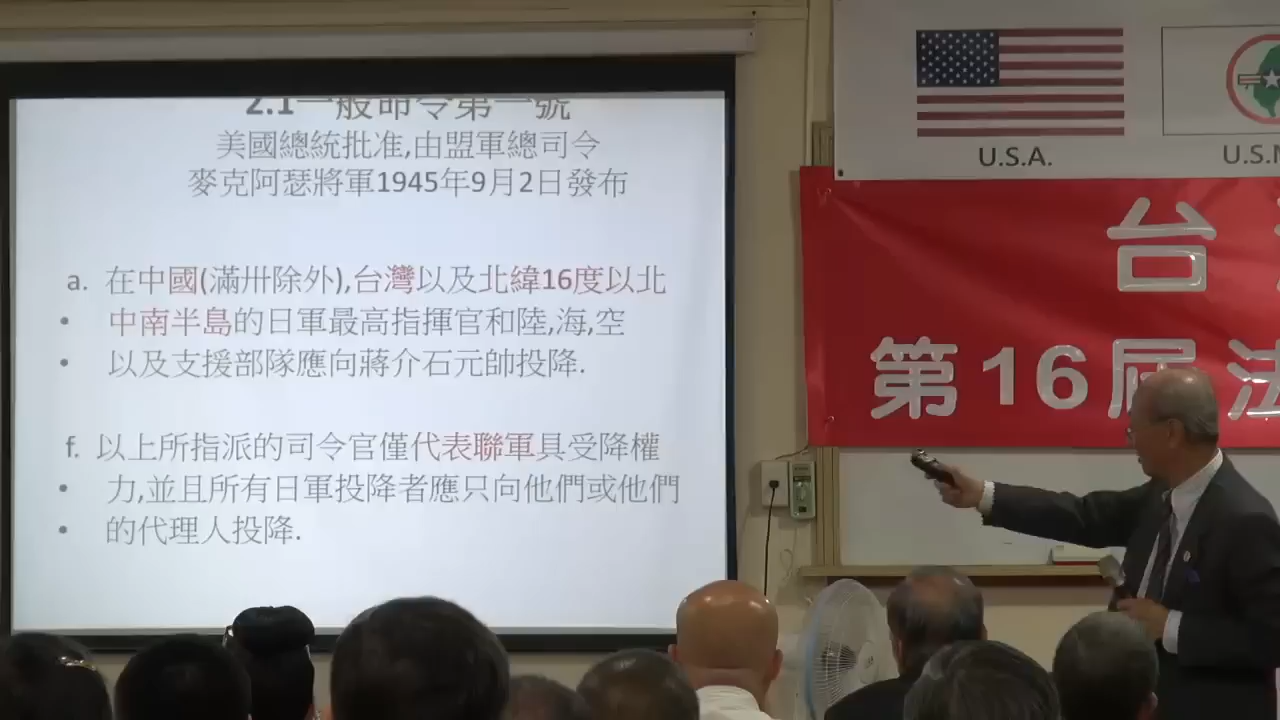 2.1一般命令第一號
美國總統批准,由盟軍總司令
麥克阿瑟將軍1945年9月2日發布
a. 在中國(滿卅除外),台灣以及北緯16度以北
• 中南半島的日軍最高指揮官和陸,海,空
• 以及支援部隊應向蔣介石元帥投降.
f. 以上所指派的司令官僅代表聯軍具受降權
• 力,並且所有日軍投降者應只向他們或他們
• 的代理人投降.
U.S.A.
U.S.
台
第16屆法